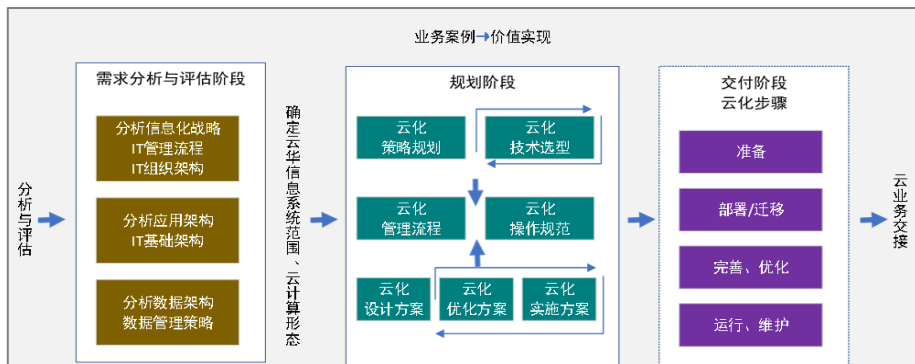 业务案例→价值实现
分析与评估
需求分析与评估阶段
分析信息化战略
IT管理流程
IT组织架构
分析应用架构
IT基础架构
分析数据架构
数据管理策略
确定云华信息系统范围、云计算形态
规划阶段
云化
策略规划
云化
技术选型
云化
管理流程
云化
操作规范
云化
设计方案
云化
优化方案
云化
实施方案
交付阶段
云化步骤
准备
部署/迁移
完善、优化
运行、维护
云业务交接